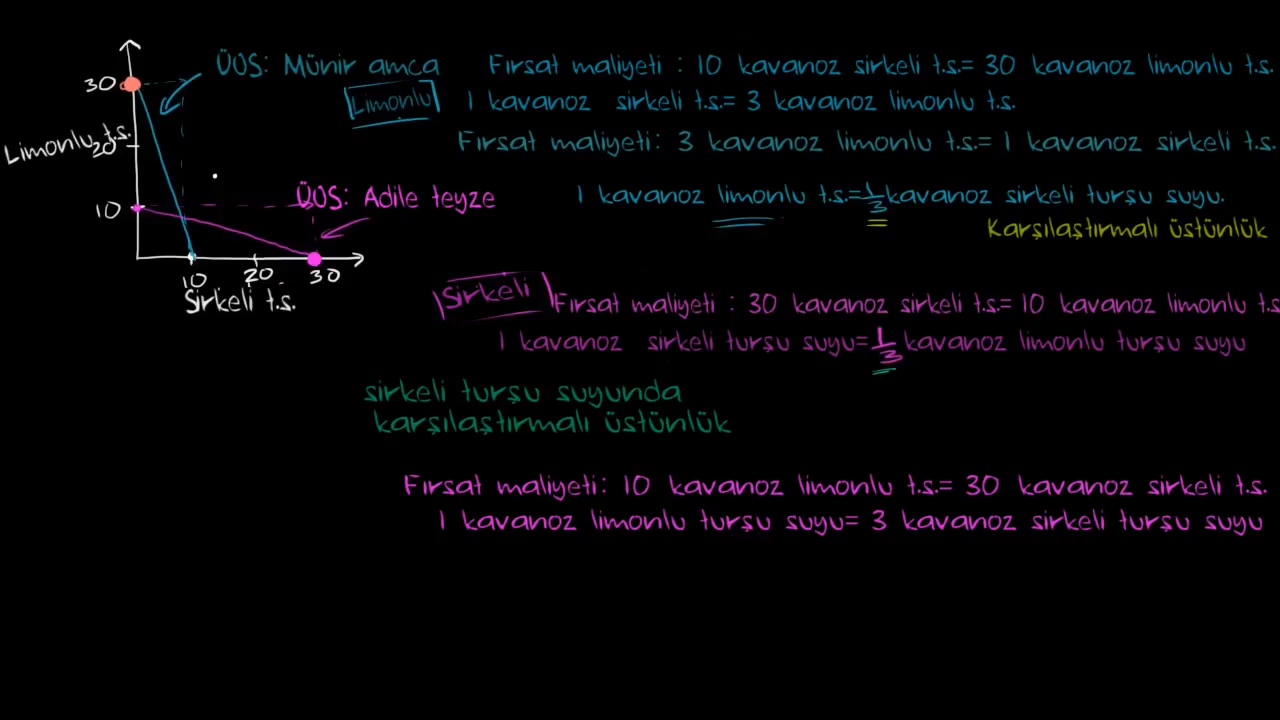 30
Limonlu t.s.
20
10
10
20
30
Sirkeli t.s.
ÜOS: Münir amca
Limonlu
ÜOS: Adile teyze
Fırsat maliyeti : 10 kavanoz sirkeli t.s.= 30 kavanoz limonlu t.s.
1 kavanoz sirkeli t.s.= 3 kavanoz limonlu t.s.
Fırsat maliyeti: 3 kavanoz limonlu t.s.= 1 kavanoz sirkeli t.s.
1 kavanoz limonlu t.s.=1/3 kavanoz sirkeli turşu suyu.
Karşılaştırmalı üstünlük
Sirkeli
Fırsat maliyeti : 30 kavanoz sirkeli t.s.= 10 kavanoz limonlu t.s
1 kavanoz sirkeli turşu suyu=1/3 kavanoz limonlu turşu suyu
sirkeli turşu suyunda
karşılaştırmalı üstünlük
Fırsat maliyeti: 10 kavanoz limonlu t.s.= 30 kavanoz sirkeli t.s.
1 kavanoz limonlu turşu suyu= 3 kavanoz sirkeli turşu suyu